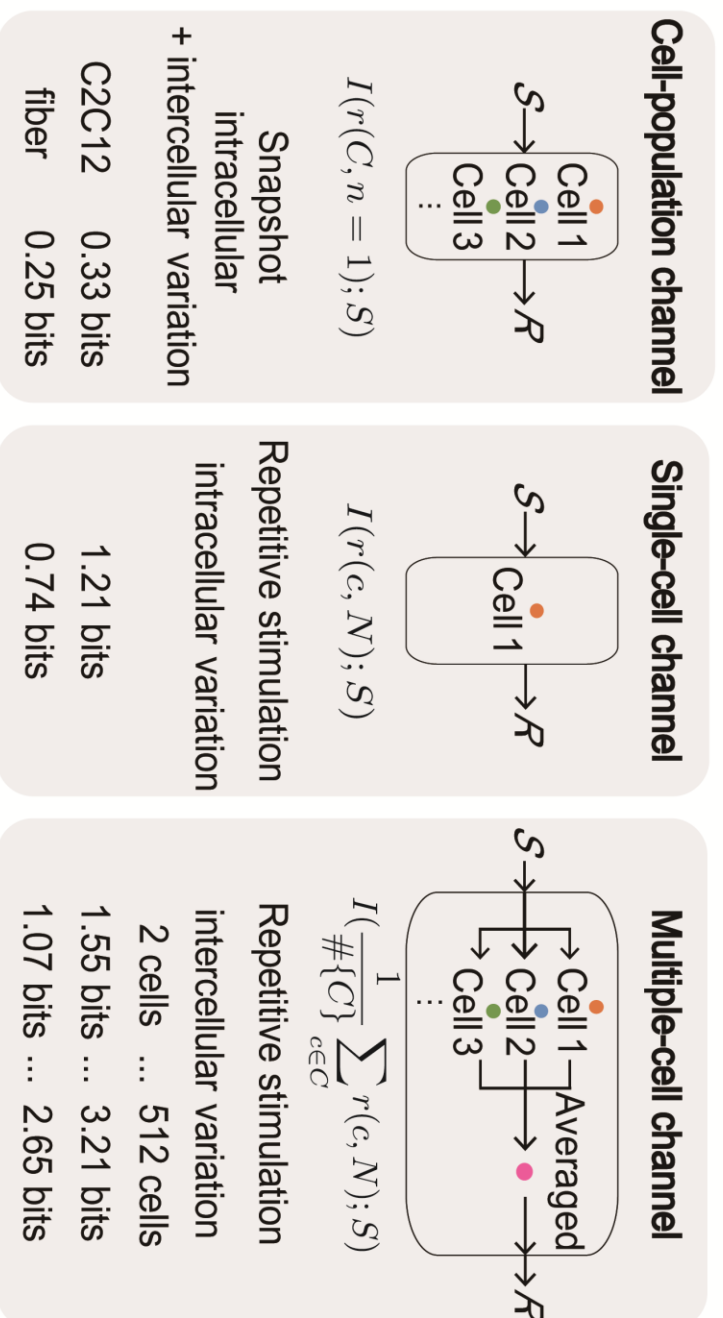 Cell-population channel
S → Cell 1 → R
Cell 2
Cell 3
⋮
I(r(C, n = 1); S)
Snapshot
intracellular
+ intercellular variation
C2C12 0.33 bits
fiber 0.25 bits
Single-cell channel
S → Cell 1 → R
I(r(c, N); S)
Repetitive stimulation
intracellular variation
1.21 bits
0.74 bits
Multiple-cell channel
S → Cell 1 Averaged → R
Cell 2
Cell 3
⋮
I(1/#{C} ∑c∈C r(c, N); S)
Repetitive stimulation
intercellular variation
2 cells ... 512 cells
1.55 bits ... 3.21 bits
1.07 bits ... 2.65 bits